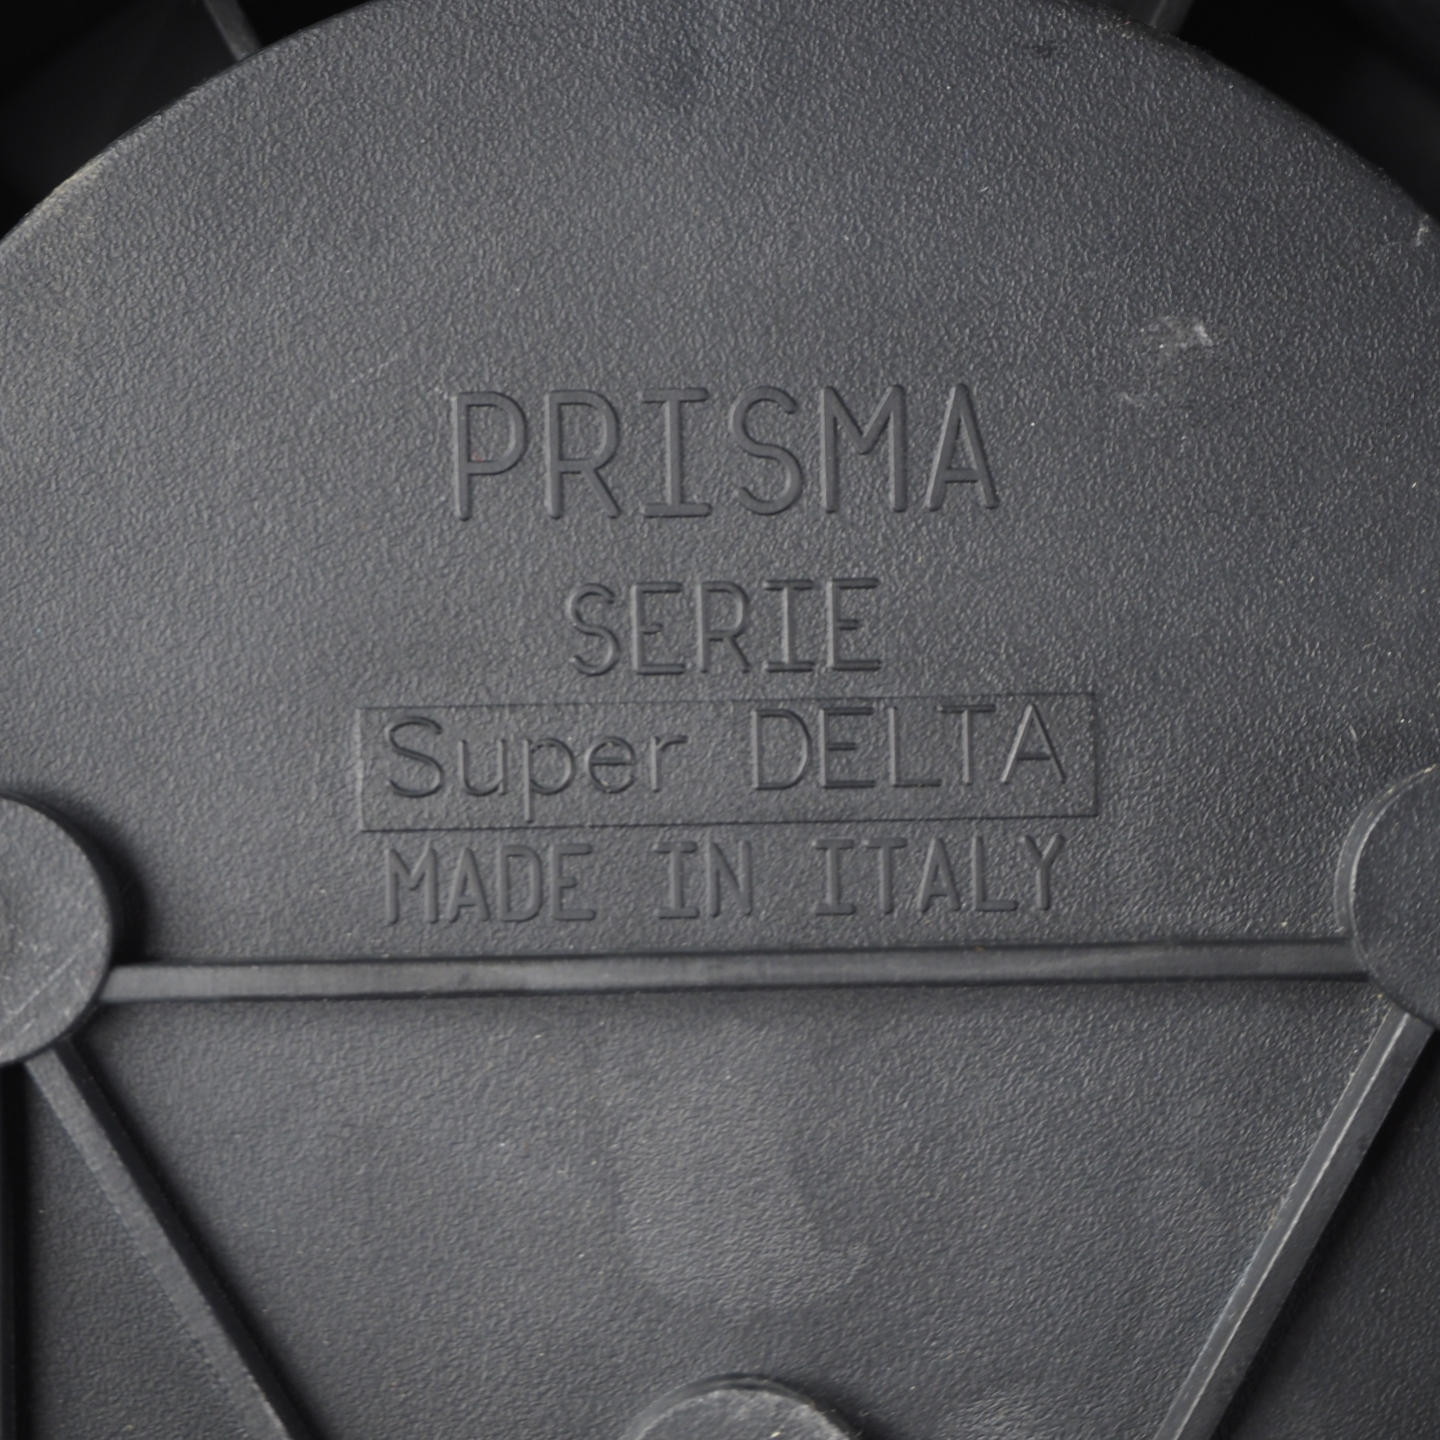 PRISMA
SERIE
Super DELTA
MADE IN ITALY